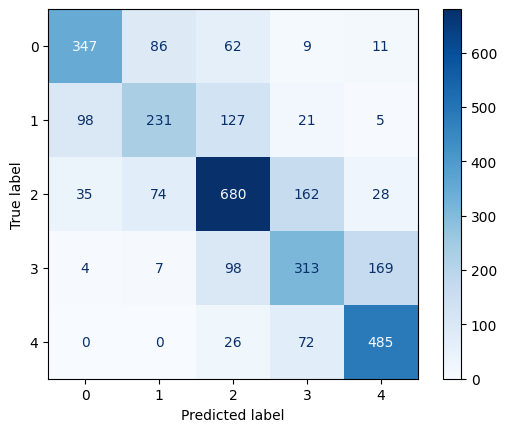 0 347 86 62 9 11
1 98 231 127 21 5
2 35 74 680 162 28
3 4 7 98 313 169
4 0 0 26 72 485
0 1 2 3 4
Predicted label
True label
600
500
400
300
200
100
0